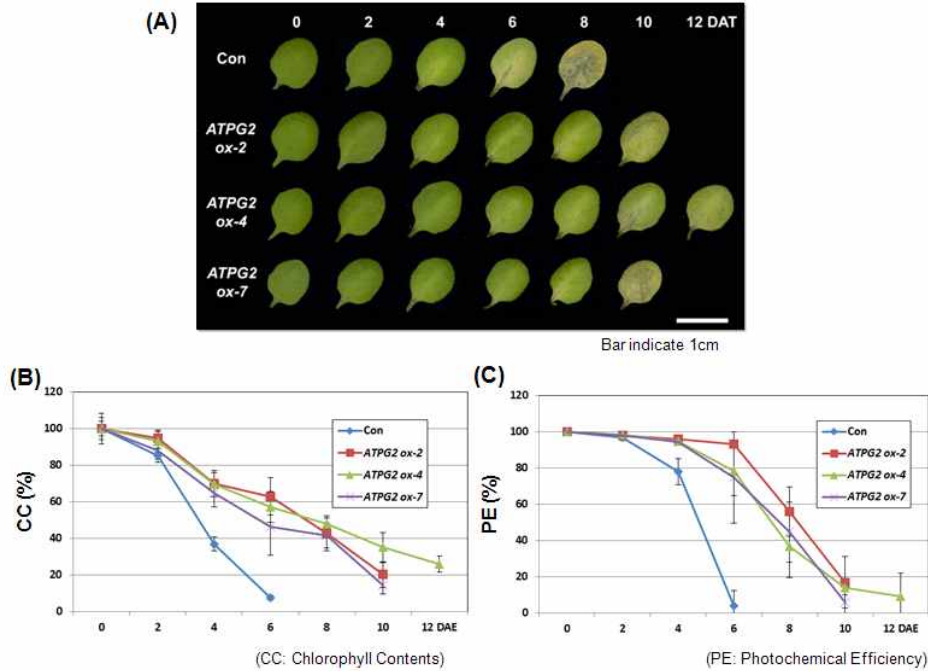 (A)
0 2 4 6 8 10 12 DAT
Con
ATPG2
ox-2
ATPG2
ox-4
ATPG2
ox-7
Bar indicate 1cm
(B)
120
100
80
60
40
20
0
CC (%)
Con
ATPG2 ox-2
ATPG2 ox-4
ATPG2 ox-7
0 2 4 6 8 10 12 DAE
(CC: Chlorophyll Contents)
(C)
120
100
80
60
40
20
0
PE (%)
Con
ATPG2 ox-2
ATPG2 ox-4
ATPG2 ox-7
0 2 4 6 8 10 12 DAE
(PE: Photochemical Efficiency)